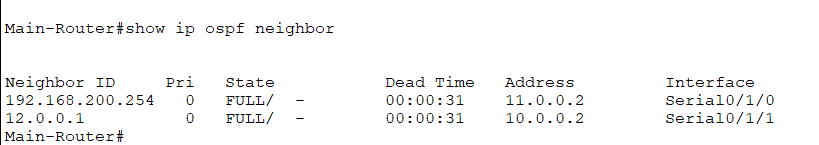 Main-Router#show ip ospf neighbor
Neighbor ID     Pri   State           Dead Time   Address         Interface
192.168.200.254   0   FULL/  -        00:00:31    11.0.0.2        Serial0/1/0
12.0.0.1          0   FULL/  -        00:00:31    10.0.0.2        Serial0/1/1
Main-Router#